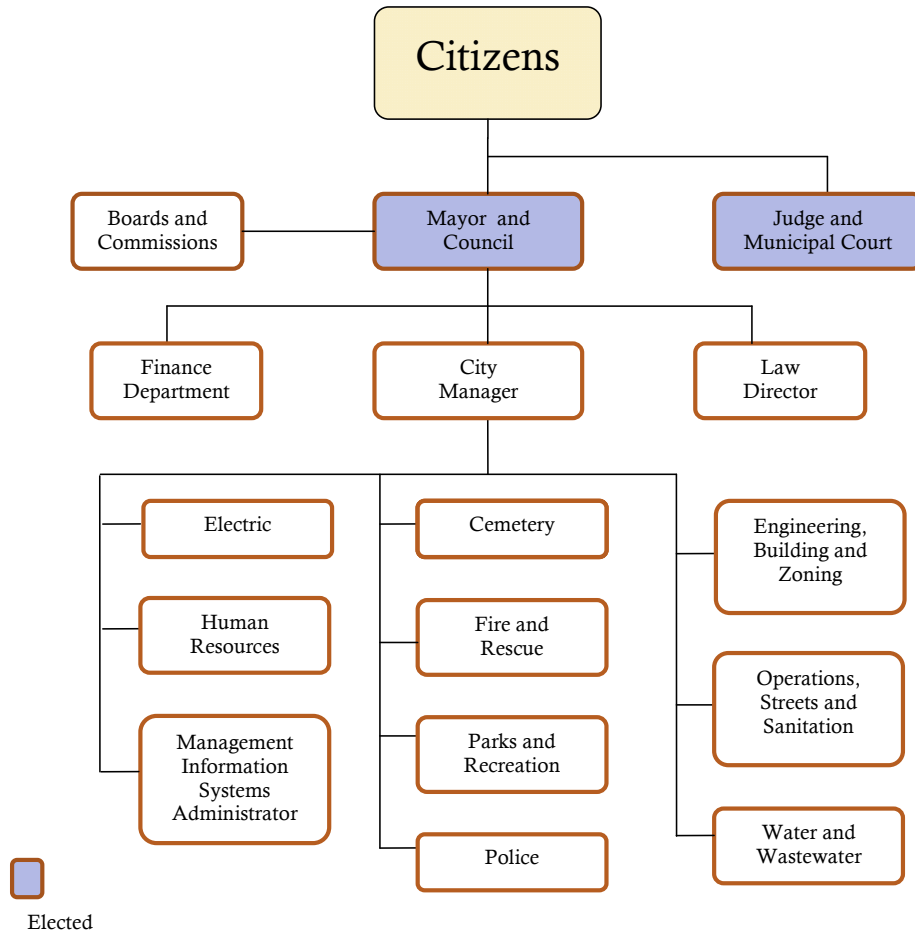 Citizens
Boards and
Commissions
Mayor and
Council
Judge and
Municipal Court
Finance
Department
City
Manager
Law
Director
Electric
Human
Resources
Management
Information
Systems
Administrator
Cemetery
Fire and
Rescue
Parks and
Recreation
Police
Engineering,
Building and
Zoning
Operations,
Streets and
Sanitation
Water and
Wastewater
Elected